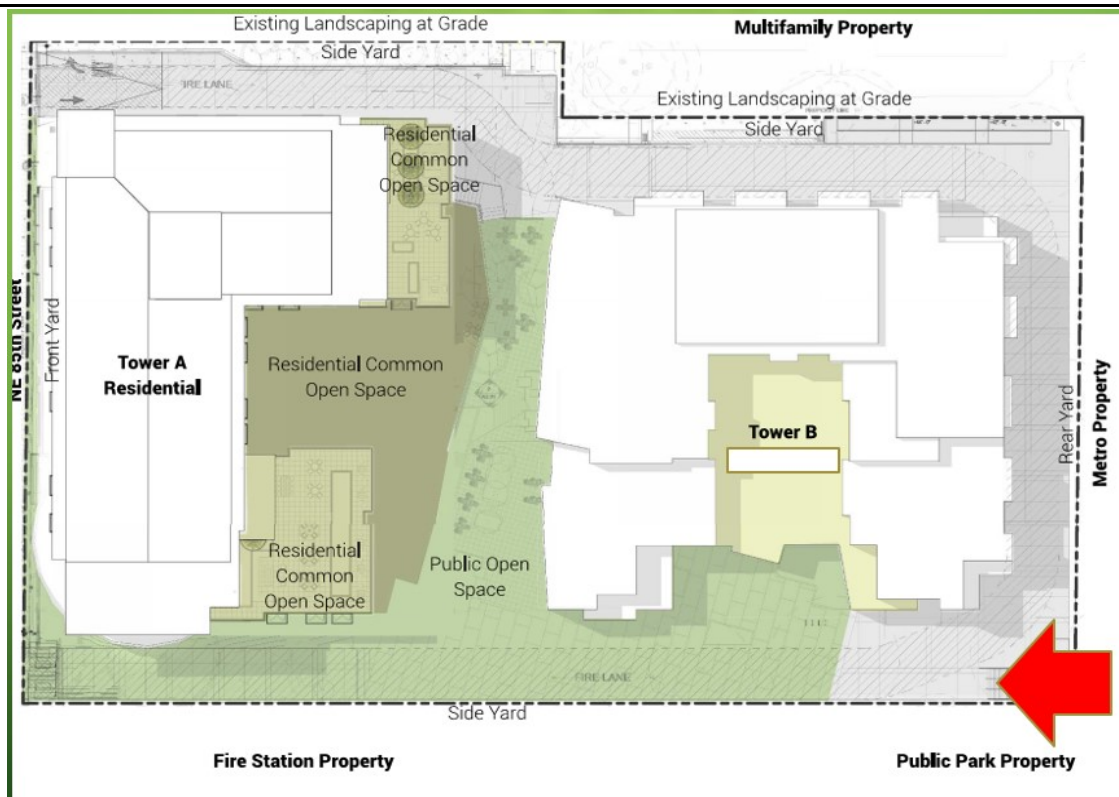 Existing Landscaping at Grade
Multifamily Property
Side Yard
FIRE LANE
Existing Landscaping at Grade
Side Yard
Residential
Common
Open Space
NE 85th Street
Front Yard
Tower A
Residential
Residential Common
Open Space
Tower B
Rear Yard
Metro Property
Residential
Common
Open Space
Public Open
Space
FIRE LANE
Side Yard
Fire Station Property
Public Park Property